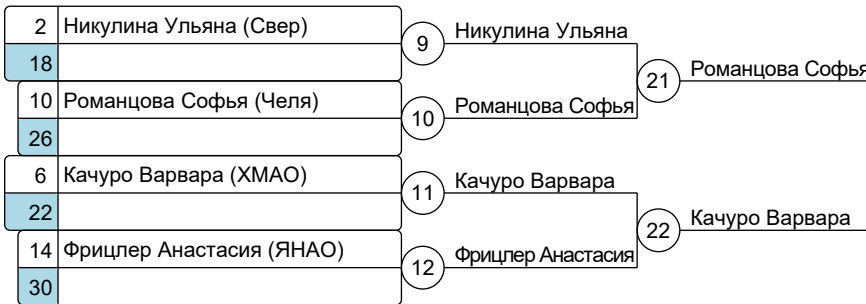 2 Никулина Ульяна (Свер)
9 Никулина Ульяна
18
21 Романцова Софья
10 Романцова Софья (Челя)
10 Романцова Софья
26
6 Качуро Варвара (ХМАО)
11 Качуро Варвара
22
22 Качуро Варвара
14 Фрицлер Анастасия (ЯНАО)
12 Фрицлер Анастасия
30